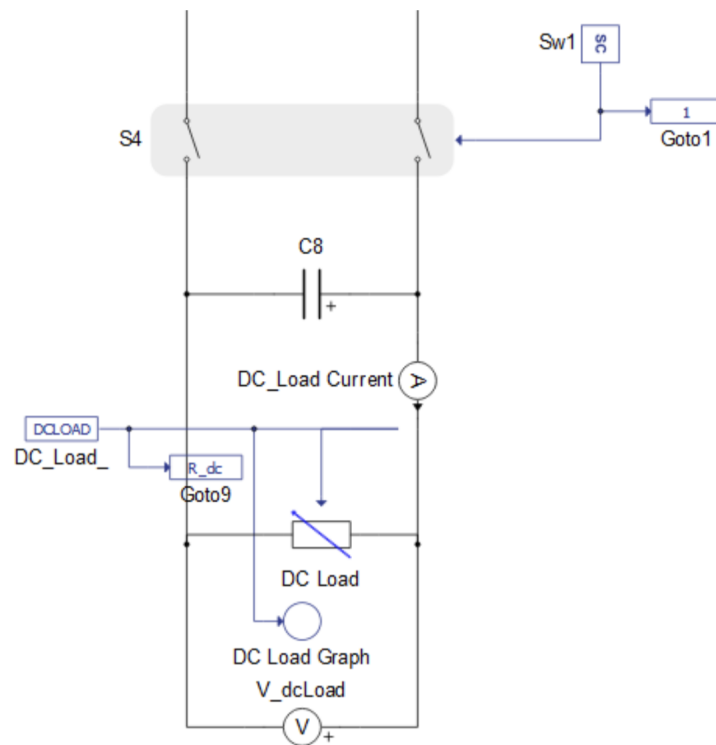 Sw1
SC
1
Goto1
S4
C8
+
DC_Load Current
A
DCLOAD
DC_Load_
R_dc
Goto9
DC Load
DC Load Graph
V_dcLoad
V
+